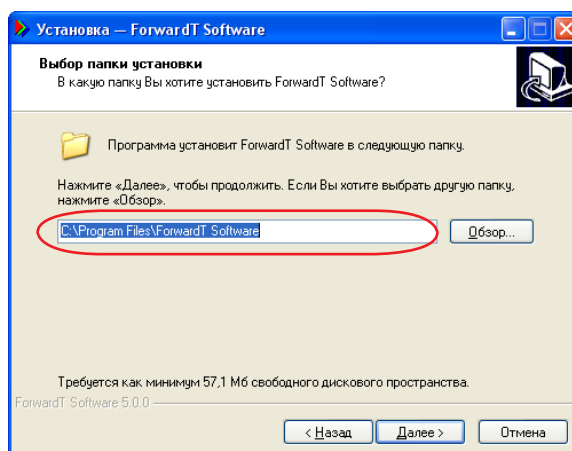 Установка — ForwardT Software
Выбор папки установки
В какую папку Вы хотите установить ForwardT Software?
Программа установит ForwardT Software в следующую папку.
Нажмите «Далее», чтобы продолжить. Если Вы хотите выбрать другую папку,
нажмите «Обзор».
C:\Program Files\ForwardT Software
Обзор...
Требуется как минимум 57,1 Мб свободного дискового пространства.
ForwardT Software 5.0.0
< Назад Далее > Отмена